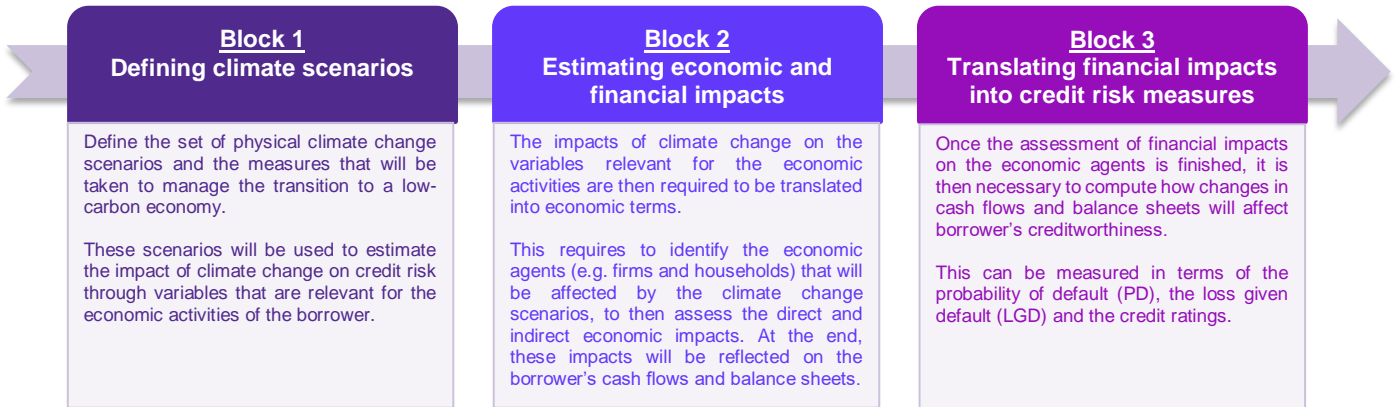 Block 1
Defining climate scenarios
Define the set of physical climate change
scenarios and the measures that will be
taken to manage the transition to a low-
carbon economy.
These scenarios will be used to estimate
the impact of climate change on credit risk
through variables that are relevant for the
economic activities of the borrower.
Block 2
Estimating economic and
financial impacts
The impacts of climate change on the
variables relevant for the economic
activities are then required to be translated
into economic terms.
This requires to identify the economic
agents (e.g. firms and households) that will
be affected by the climate change
scenarios, to then assess the direct and
indirect economic impacts. At the end,
these impacts will be reflected on the
borrower's cash flows and balance sheets.
Block 3
Translating financial impacts
into credit risk measures
Once the assessment of financial impacts
on the economic agents is finished, it is
then necessary to compute how changes in
cash flows and balance sheets will affect
borrower's creditworthiness.
This can be measured in terms of the
probability of default (PD), the loss given
default (LGD) and the credit ratings.